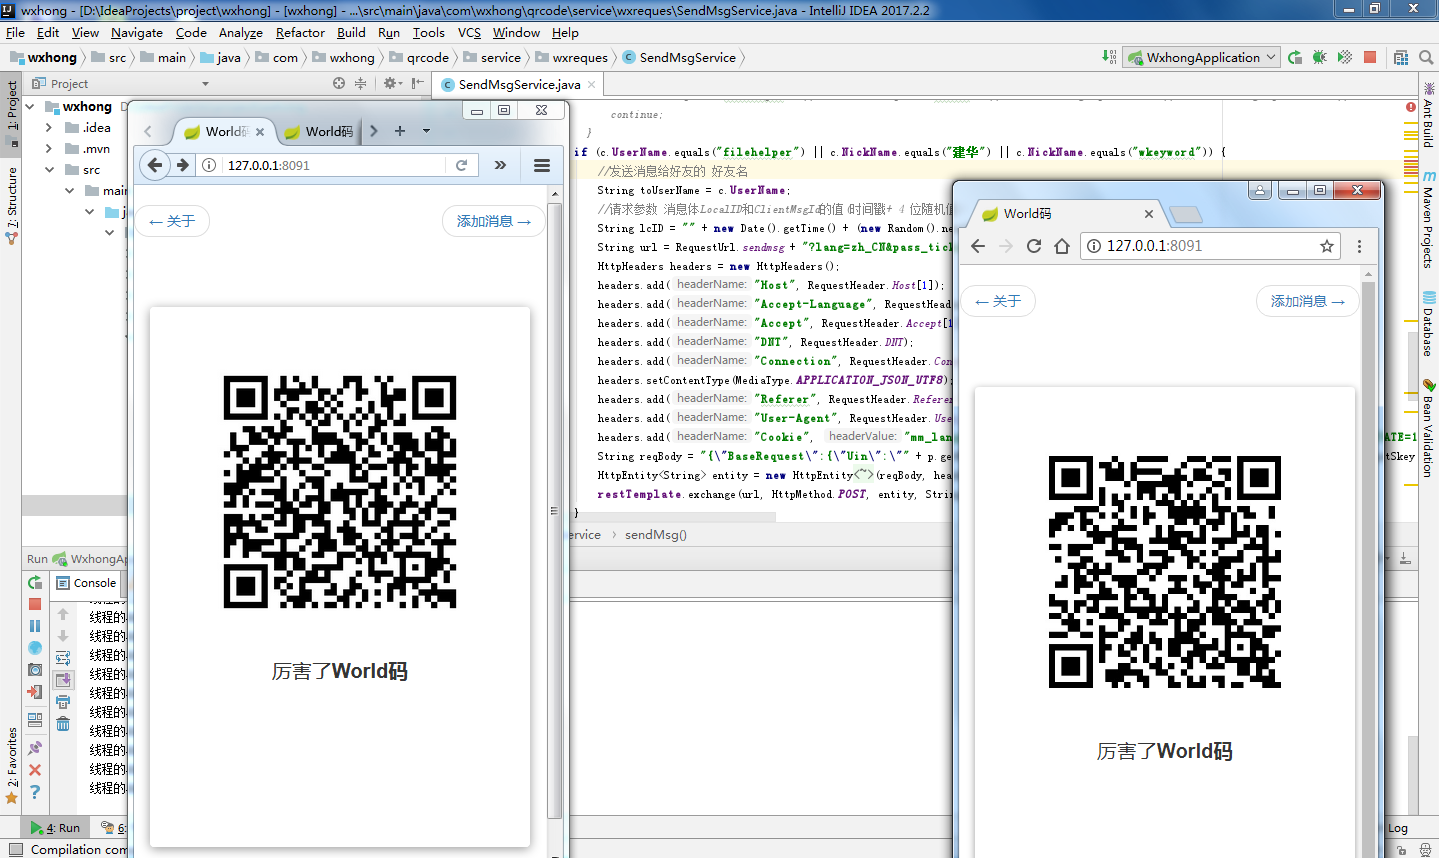 wxhong - [D:\IdeaProjects\project\wxhong] - [wxhong] - ...\src\main\java\com\wxhong\qrcode\service\wxreques\SendMsgService.java - IntelliJ IDEA 2017.2.2
File Edit View Navigate Code Analyze Refactor Build Run Tools VCS Window Help
wxhong src main java com wxhong qrcode service wxreques SendMsgService
WxhongApplication
Project
SendMsgService.java
1: Project
7: Structure
2: Favorites
wxhong
.idea
.mvn
src
main
continue;
}
if (c.UserName.equals("filehelper") || c.NickName.equals("建华") || c.NickName.equals("wkeyword")) {
//发送消息给好友的 好友名
String toUserName = c.UserName;
//请求参数 消息体LocalID和ClientMsgId的值(时间戳+ 4 位随机值
String lcID = "" + new Date().getTime() + (new Random().ne
String url = RequestUrl.sendmsg + "?lang=zh_CN&pass_tick
HttpHeaders headers = new HttpHeaders();
headers.add( headerName: "Host", RequestHeader.Host[1]);
headers.add( headerName: "Accept-Language", RequestHeade
headers.add( headerName: "Accept", RequestHeader.Accept[1
headers.add( headerName: "DNT", RequestHeader.DNT);
headers.add( headerName: "Connection", RequestHeader.Con
headers.setContentType(MediaType.APPLICATION_JSON_UTF8);
headers.add( headerName: "Referer", RequestHeader.Refere
headers.add( headerName: "User-Agent", RequestHeader.Use
headers.add( headerName: "Cookie", headerValue: "mm_lan
ATE=1
String reqBody = "{\"BaseRequest\":{\"Uin\":\"" + p.ge
tSkey
HttpEntity<String> entity = new HttpEntity<~>(reqBody, hea
restTemplate.exchange(url, HttpMethod.POST, entity, Strin
}
ervice sendMsg()
World码
World码
127.0.0.1:8091
← 关于
添加消息 →
厉害了World码
World码
127.0.0.1:8091
← 关于
添加消息 →
厉害了World码
Ant Build
Maven Projects
Database
Bean Validation
Run WxhongAp
Console
线程的
线程的
线程的
线程的
线程的
线程的
线程的
线程的
线程的
线程的
4: Run
6:
Log
Compilation com